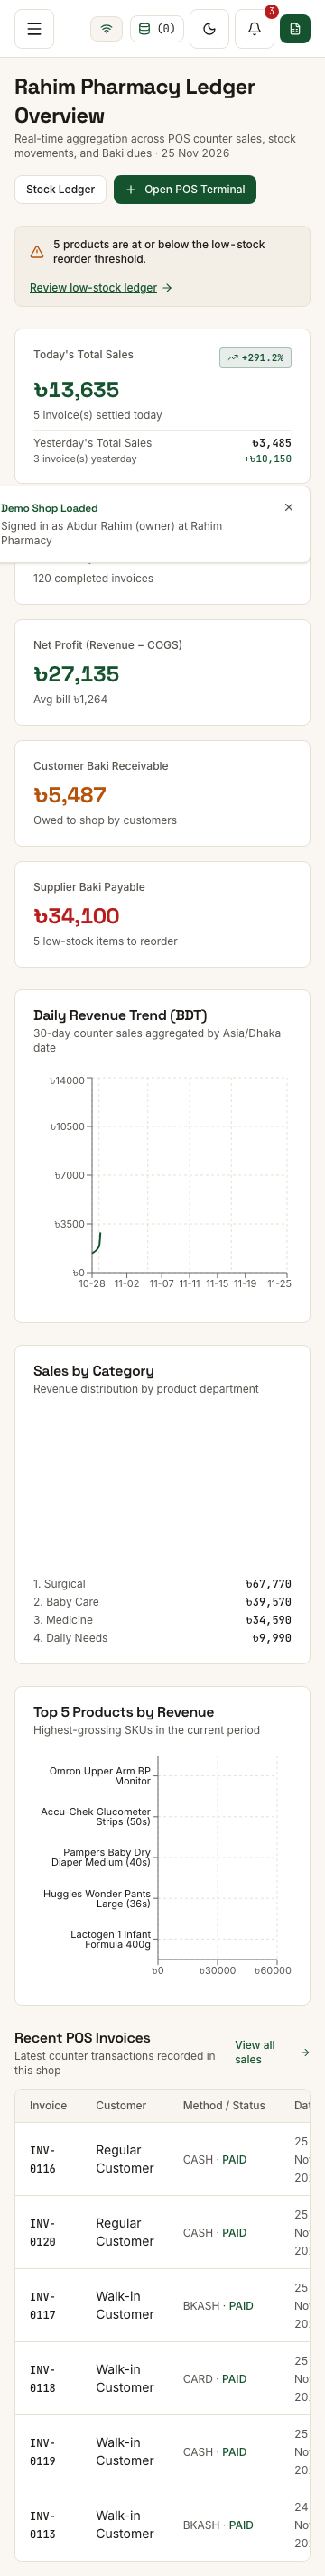 (0)
3
Rahim Pharmacy Ledger
Overview
Real-time aggregation across POS counter sales, stock
movements, and Baki dues · 25 Nov 2026
Stock Ledger
Open POS Terminal
5 products are at or below the low-stock
reorder threshold.
Review low-stock ledger →
Today's Total Sales
+291.2%
৳13,635
5 invoice(s) settled today
Yesterday's Total Sales ৳3,485
3 invoice(s) yesterday +৳10,150
Demo Shop Loaded
Signed in as Abdur Rahim (owner) at Rahim
Pharmacy
120 completed invoices
Net Profit (Revenue − COGS)
৳27,135
Avg bill ৳1,264
Customer Baki Receivable
৳5,487
Owed to shop by customers
Supplier Baki Payable
৳34,100
5 low-stock items to reorder
Daily Revenue Trend (BDT)
30-day counter sales aggregated by Asia/Dhaka
date
৳14000
৳10500
৳7000
৳3500
৳0
10-28 11-02 11-07 11-11 11-15 11-19 11-25
Sales by Category
Revenue distribution by product department
1. Surgical ৳67,770
2. Baby Care ৳39,570
3. Medicine ৳34,590
4. Daily Needs ৳9,990
Top 5 Products by Revenue
Highest-grossing SKUs in the current period
Omron Upper Arm BP
Monitor
Accu-Chek Glucometer
Strips (50s)
Pampers Baby Dry
Diaper Medium (40s)
Huggies Wonder Pants
Large (36s)
Lactogen 1 Infant
Formula 400g
৳0 ৳30000 ৳60000
Recent POS Invoices
Latest counter transactions recorded in
this shop
View all
sales →
Invoice Customer Method / Status
INV-
0116
Regular
Customer
CASH · PAID
25
INV-
0120
Regular
Customer
CASH · PAID
25
INV-
0117
Walk-in
Customer
BKASH · PAID
25
INV-
0118
Walk-in
Customer
CARD · PAID
25
INV-
0119
Walk-in
Customer
CASH · PAID
25
INV-
0113
Walk-in
Customer
BKASH · PAID
24